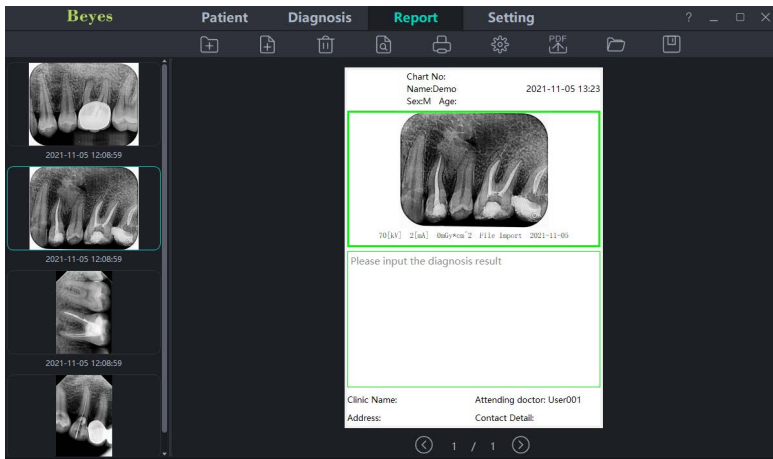 Beyes
Patient Diagnosis Report Setting ?
PDF
2021-11-05 12:08:59
2021-11-05 12:08:59
2021-11-05 12:08:59
Chart No:
Name:Demo 2021-11-05 13:23
Sex:M Age:
70[kV] 2[mA] 0mGy*cm^2 File Import 2021-11-05
Please input the diagnosis result
Clinic Name: Attending doctor: User001
Address: Contact Detail:
1 / 1